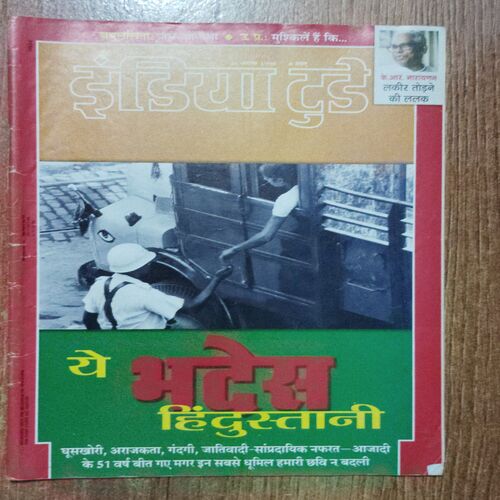 उ. प्र.: मुश्किलें हैं कि...
इंडिया टुडे
के.आर. नारायणन
लकीर तोड़ने
की ललक
ये भदेस
हिंदुस्तानी
घूसखोरी, अराजकता, गंदगी, जातिवादी-सांप्रदायिक नफरत—आजादी
के 51 वर्ष बीत गए मगर इन सबसे धूमिल हमारी छवि न बदली